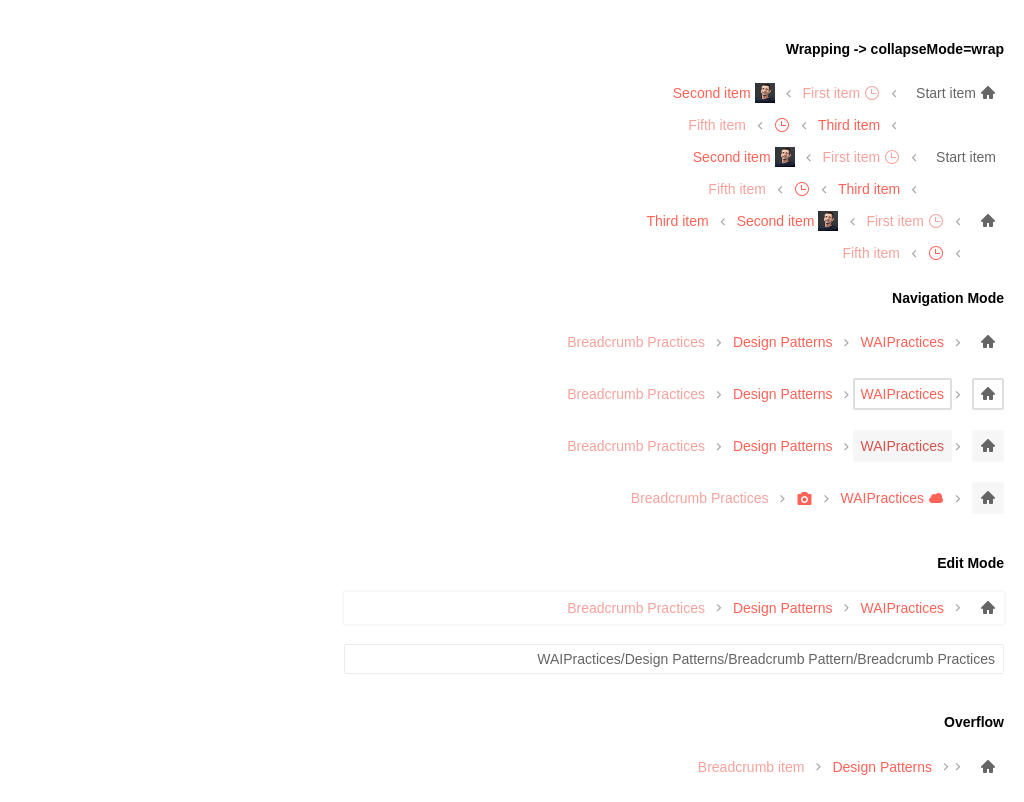 Wrapping -> collapseMode=wrap
Second item First item Start item
Fifth item Third item
Second item First item Start item
Fifth item Third item
Third item Second item First item
Fifth item
Navigation Mode
Breadcrumb Practices Design Patterns WAIPractices
Breadcrumb Practices Design Patterns WAIPractices
Breadcrumb Practices Design Patterns WAIPractices
Breadcrumb Practices WAIPractices
Edit Mode
Breadcrumb Practices Design Patterns WAIPractices
WAIPractices/Design Patterns/Breadcrumb Pattern/Breadcrumb Practices
Overflow
Breadcrumb item Design Patterns